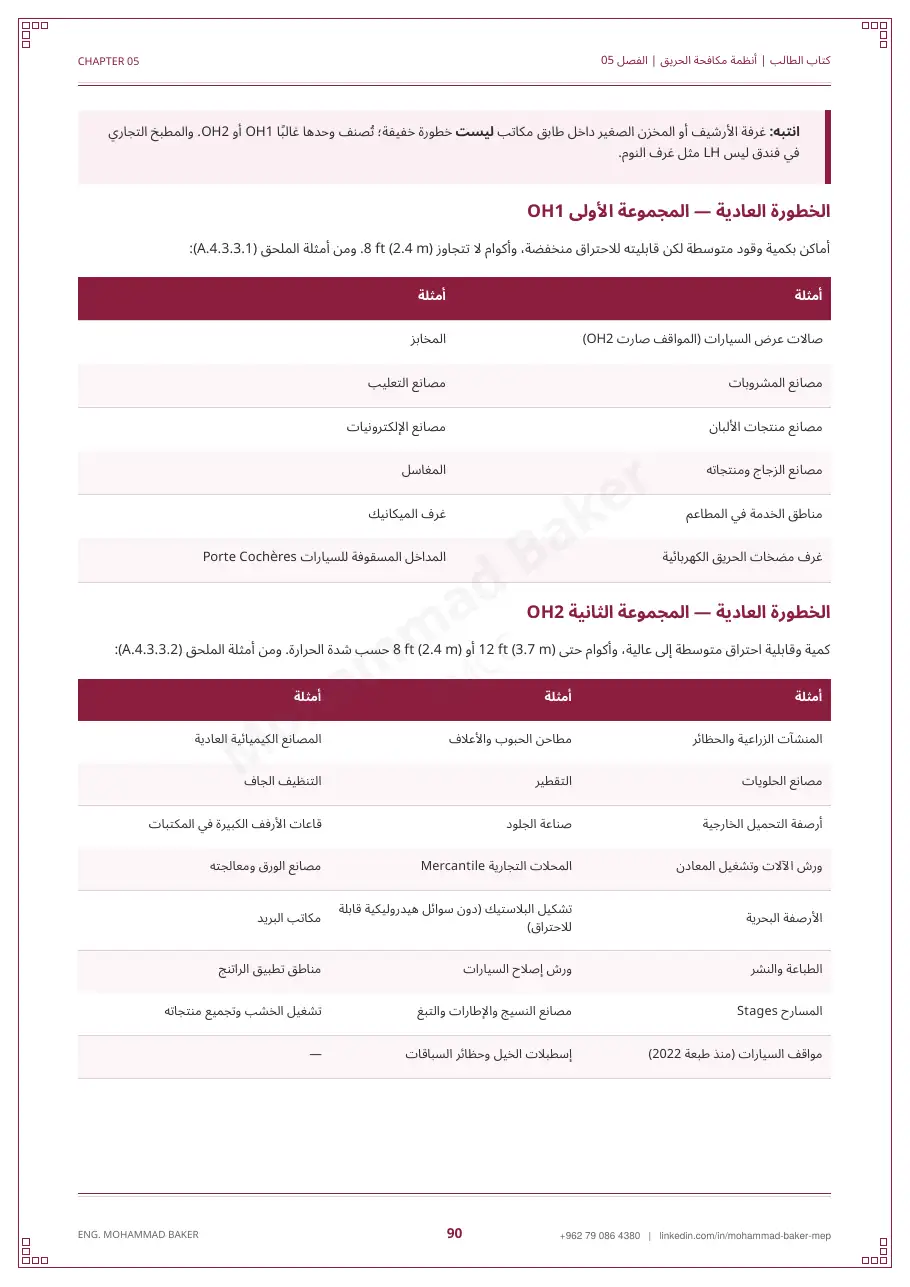 كتاب الطالب | أنظمة مكافحة الحريق | الفصل 05
CHAPTER 05
انتبه: غرفة الأرشيف أو المخزن الصغير داخل طابق مكاتب ليست خطورة خفيفة؛ تُصنف وحدها غالبًا OH1 أو OH2. والمطبخ التجاري
في فندق ليس LH مثل غرف النوم.
الخطورة العادية — المجموعة الأولى OH1
أماكن بكمية وقود متوسطة لكن قابليته للاحتراق منخفضة، وأكوام لا تتجاوز 8 ft (2.4 m). ومن أمثلة الملحق (A.4.3.3.1):
أمثلة أمثلة
صالات عرض السيارات (المواقف صارت OH2) المخابز
مصانع المشروبات مصانع التعليب
مصانع منتجات الألبان مصانع الإلكترونيات
مصانع الزجاج ومنتجاته المغاسل
مناطق الخدمة في المطاعم غرف الميكانيك
غرف مضخات الحريق الكهربائية المداخل المسقوفة للسيارات Porte Cochères
الخطورة العادية — المجموعة الثانية OH2
كمية وقابلية احتراق متوسطة إلى عالية، وأكوام حتى 12 ft (3.7 m) أو 8 ft (2.4 m) حسب شدة الحرارة. ومن أمثلة الملحق (A.4.3.3.2):
أمثلة أمثلة أمثلة
المنشآت الزراعية والحظائر مطاحن الحبوب والأعلاف المصانع الكيميائية العادية
مصانع الحلويات التقطير التنظيف الجاف
أرصفة التحميل الخارجية صناعة الجلود قاعات الأرفف الكبيرة في المكتبات
ورش الآلات وتشغيل المعادن المحلات التجارية Mercantile مصانع الورق ومعالجته
الأرصفة البحرية تشكيل البلاستيك (دون سوائل هيدروليكية قابلة
للاحتراق) مكاتب البريد
الطباعة والنشر ورش إصلاح السيارات مناطق تطبيق الراتنج
المسارح Stages مصانع النسيج والإطارات والتبغ تشغيل الخشب وتجميع منتجاته
مواقف السيارات (منذ طبعة 2022) إسطبلات الخيل وحظائر السباقات —
Mohammad Baker
ENG. MOHAMMAD BAKER
90
+962 79 086 4380 | linkedin.com/in/mohammad-baker-mep